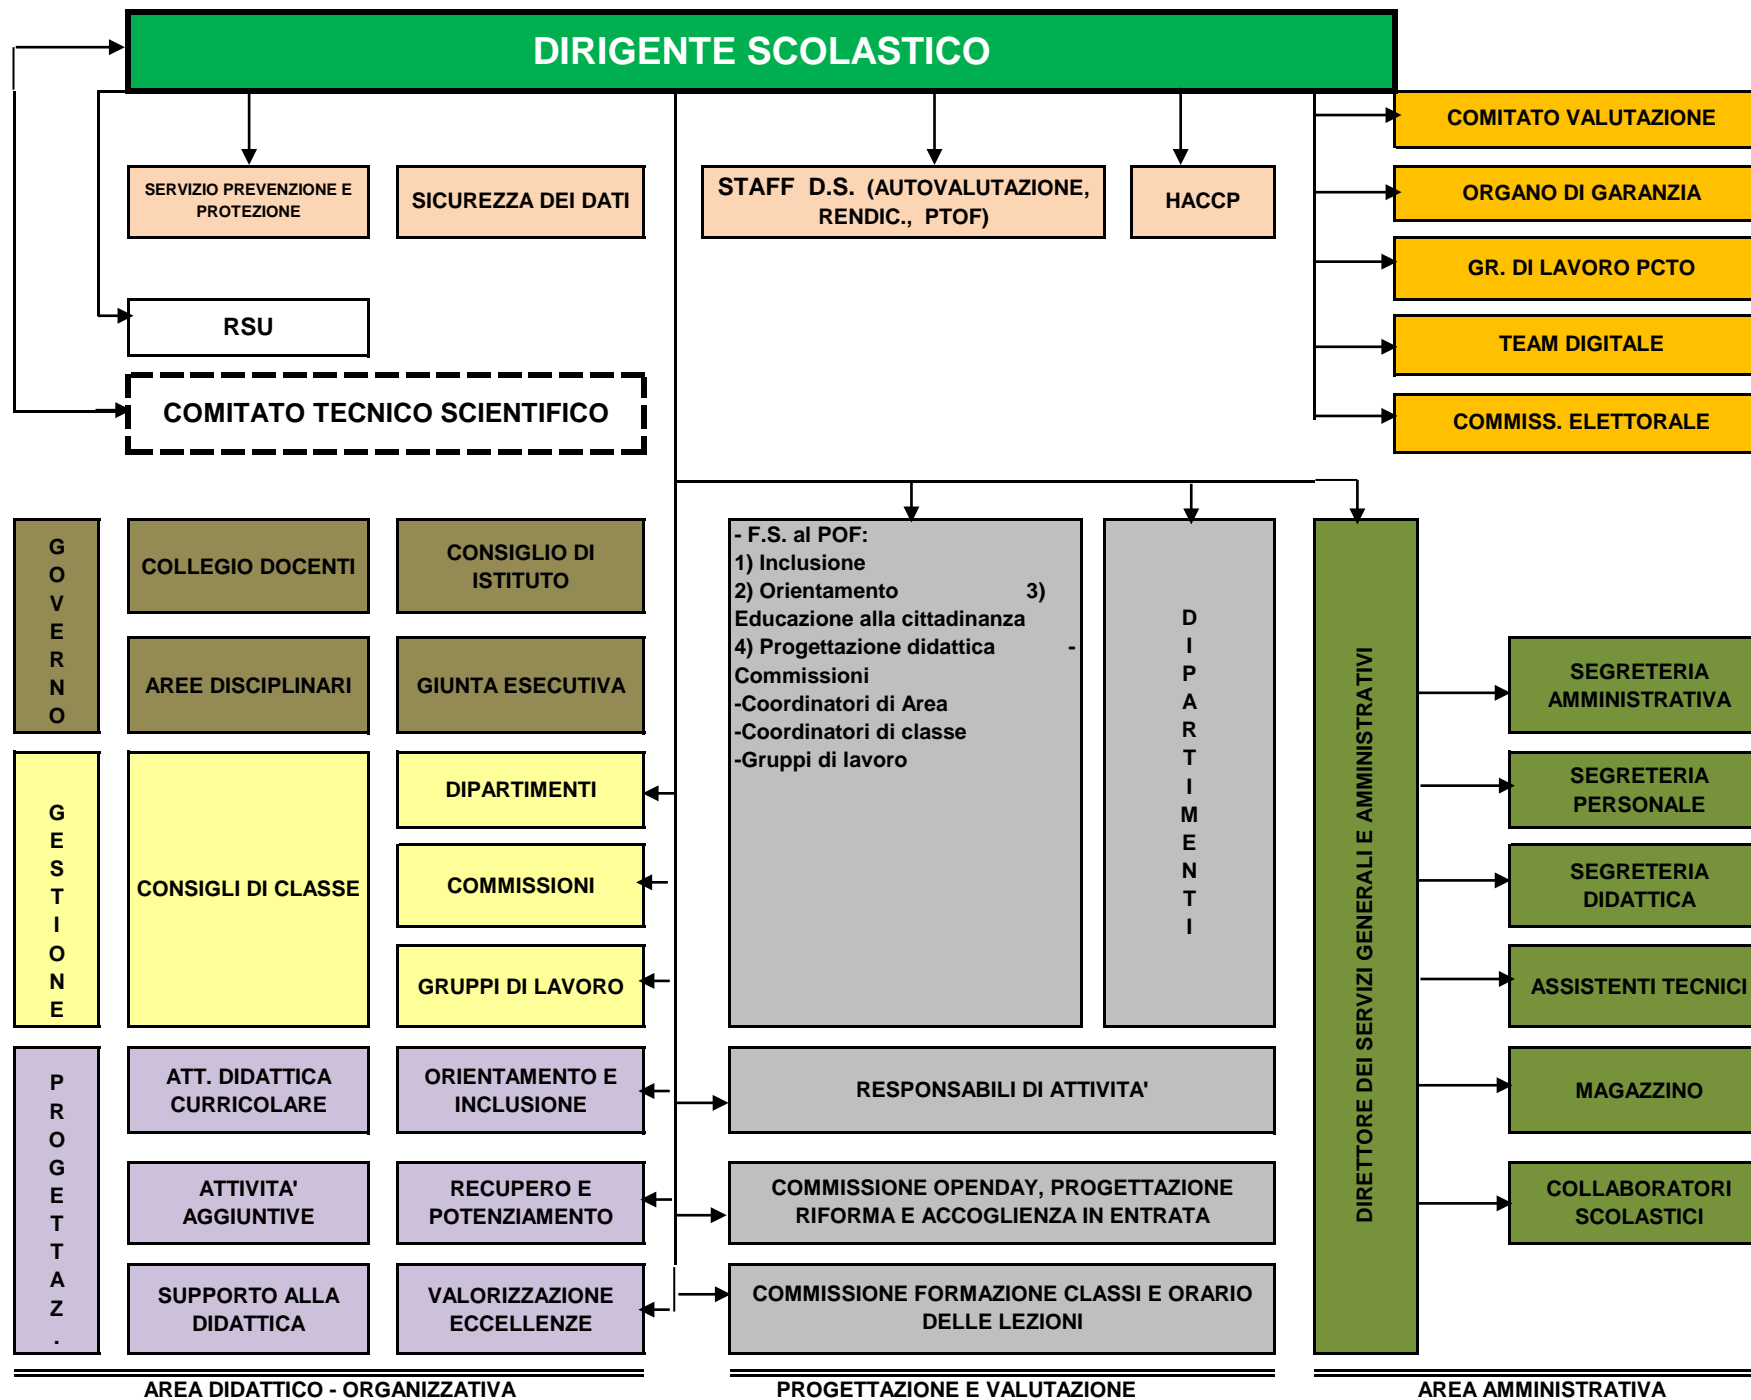 DIRIGENTE SCOLASTICO
COMITATO VALUTAZIONE
SERVIZIO PREVENZIONE E
PROTEZIONE
SICUREZZA DEI DATI
STAFF D.S. (AUTOVALUTAZIONE,
RENDIC., PTOF)
HACCP
ORGANO DI GARANZIA
GR. DI LAVORO PCTO
RSU
TEAM DIGITALE
COMITATO TECNICO SCIENTIFICO
COMMISS. ELETTORALE
GOVERNO
COLLEGIO DOCENTI
CONSIGLIO DI
ISTITUTO
AREE DISCIPLINARI
GIUNTA ESECUTIVA
GESTIONE
CONSIGLI DI CLASSE
DIPARTIMENTI
COMMISSIONI
GRUPPI DI LAVORO
PROGETTAZ.
ATT. DIDATTICA
CURRICOLARE
ORIENTAMENTO E
INCLUSIONE
ATTIVITA'
AGGIUNTIVE
RECUPERO E
POTENZIAMENTO
SUPPORTO ALLA
DIDATTICA
VALORIZZAZIONE
ECCELLENZE
- F.S. al POF:
1) Inclusione
2) Orientamento 3)
Educazione alla cittadinanza
4) Progettazione didattica -
Commissioni
-Coordinatori di Area
-Coordinatori di classe
-Gruppi di lavoro
DIPARTIMENTI
RESPONSABILI DI ATTIVITA'
COMMISSIONE OPENDAY, PROGETTAZIONE
RIFORMA E ACCOGLIENZA IN ENTRATA
COMMISSIONE FORMAZIONE CLASSI E ORARIO
DELLE LEZIONI
DIRETTORE DEI SERVIZI GENERALI E AMMINISTRATIVI
SEGRETERIA
AMMINISTRATIVA
SEGRETERIA
PERSONALE
SEGRETERIA
DIDATTICA
ASSISTENTI TECNICI
MAGAZZINO
COLLABORATORI
SCOLASTICI
AREA DIDATTICO - ORGANIZZATIVA
PROGETTAZIONE E VALUTAZIONE
AREA AMMINISTRATIVA